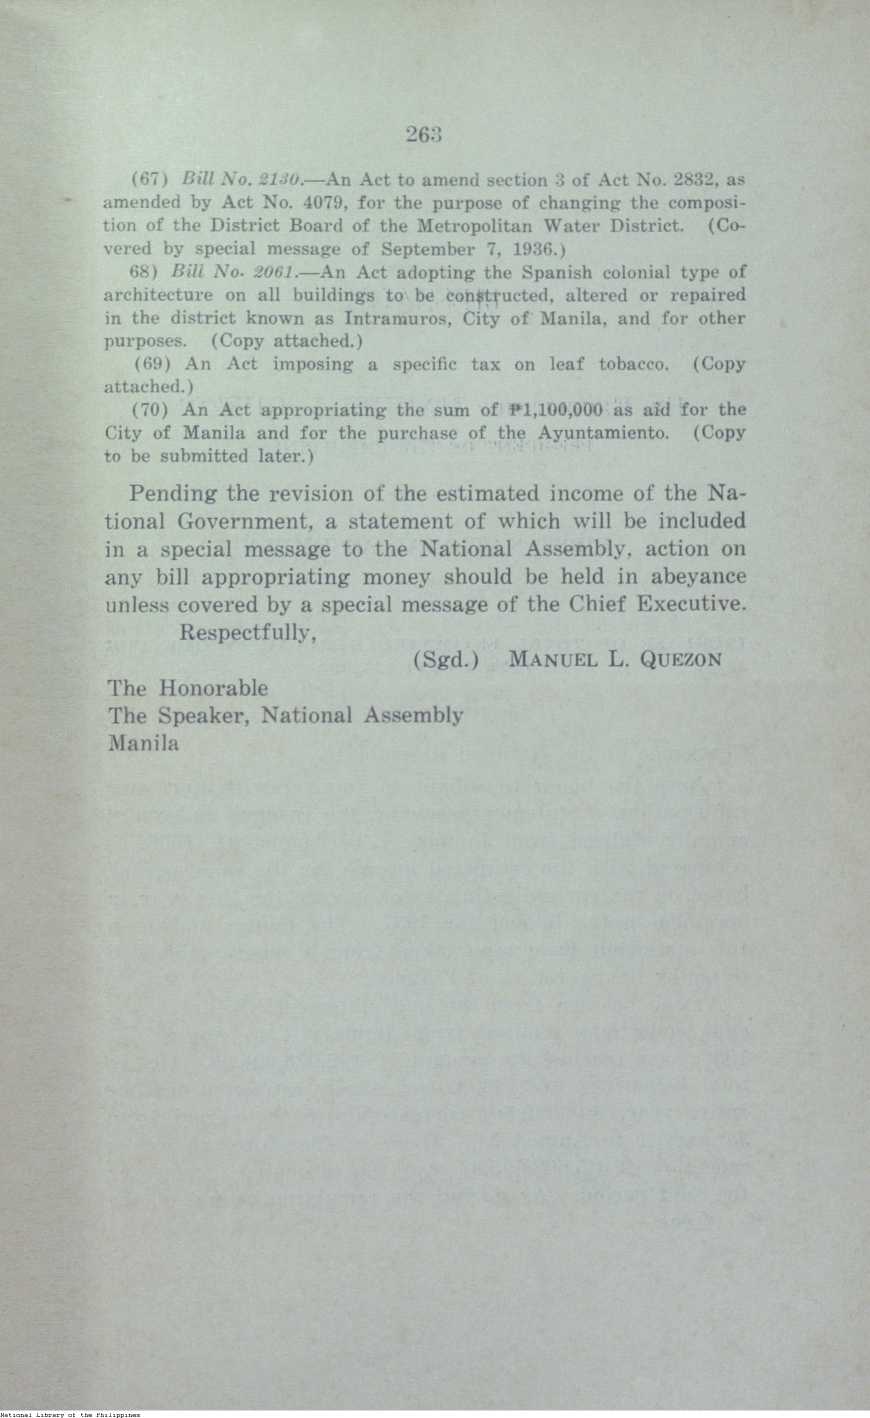 263
(67) Bill No. 2130.—An Act to amend section 3 of Act No. 2832, as
amended by Act No. 4079, for the purpose of changing the composi-
tion of the District Board of the Metropolitan Water District. (Co-
vered by special message of September 7, 1936.)
68) Bill No. 2061.—An Act adopting the Spanish colonial type of
architecture on all buildings to be constructed, altered or repaired
in the district known as Intramuros, City of Manila, and for other
purposes. (Copy attached.)
(69) An Act imposing a specific tax on leaf tobacco. (Copy
attached.)
(70) An Act appropriating the sum of ₱1,100,000 as aid for the
City of Manila and for the purchase of the Ayuntamiento. (Copy
to be submitted later.)
Pending the revision of the estimated income of the Na-
tional Government, a statement of which will be included
in a special message to the National Assembly, action on
any bill appropriating money should be held in abeyance
unless covered by a special message of the Chief Executive.
Respectfully,
(Sgd.) MANUEL L. QUEZON
The Honorable
The Speaker, National Assembly
Manila
National Library of the Philippines